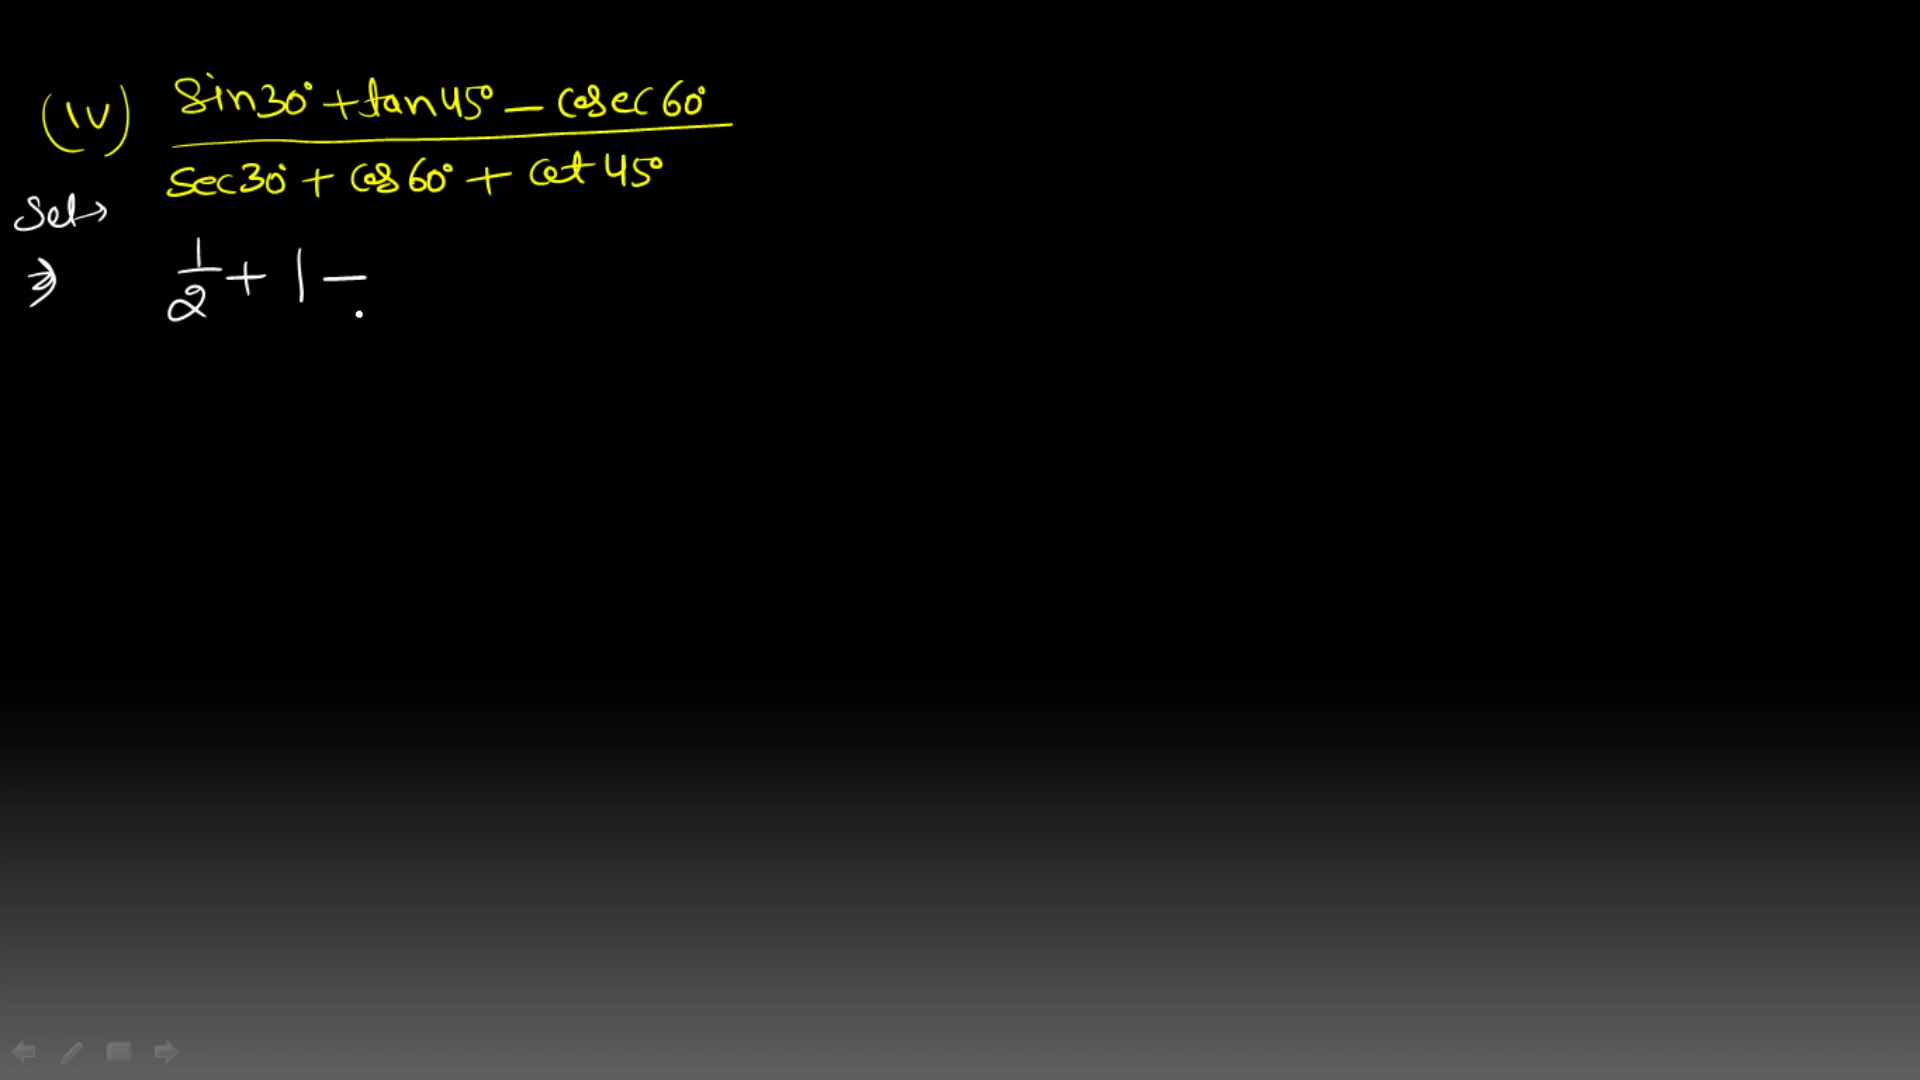 (iv) sin30° + tan45° – cosec60°
sec30° + cos60° + cot45°
Sol→
⇒ 1/2 + 1 –